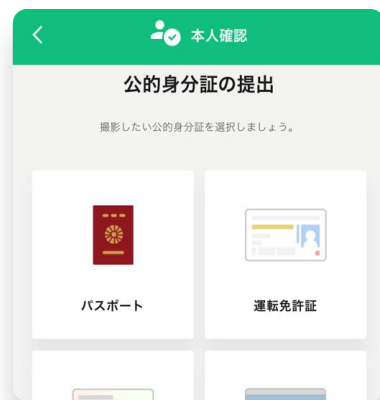 本人確認
公的身分証の提出
撮影したい公的身分証を選択しましょう。
パスポート
運転免許証